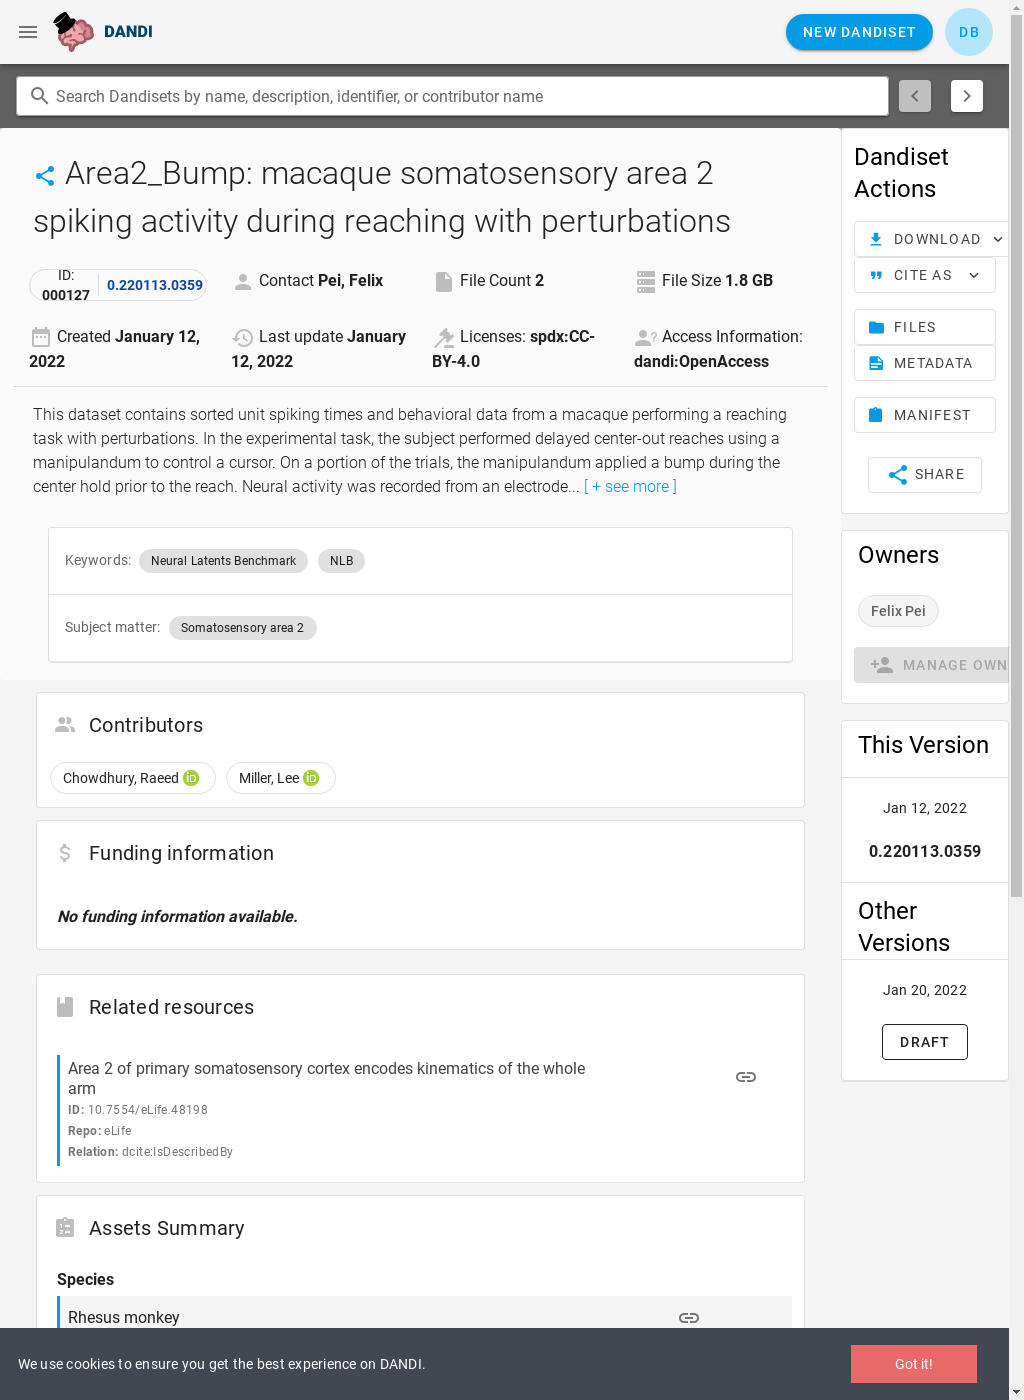 DANDI
NEW DANDISET
DB
Search Dandisets by name, description, identifier, or contributor name
Area2_Bump: macaque somatosensory area 2
spiking activity during reaching with perturbations
ID:
000127
0.220113.0359
Contact Pei, Felix
File Count 2
File Size 1.8 GB
Created January 12,
2022
Last update January
12, 2022
Licenses: spdx:CC-
BY-4.0
Access Information:
dandi:OpenAccess
This dataset contains sorted unit spiking times and behavioral data from a macaque performing a reaching
task with perturbations. In the experimental task, the subject performed delayed center-out reaches using a
manipulandum to control a cursor. On a portion of the trials, the manipulandum applied a bump during the
center hold prior to the reach. Neural activity was recorded from an electrode... [ + see more ]
Keywords: Neural Latents Benchmark NLB
Subject matter: Somatosensory area 2
Contributors
Chowdhury, Raeed iD Miller, Lee iD
Funding information
No funding information available.
Related resources
Area 2 of primary somatosensory cortex encodes kinematics of the whole
arm
ID: 10.7554/eLife.48198
Repo: eLife
Relation: dcite:IsDescribedBy
Assets Summary
Species
Rhesus monkey
Dandiset
Actions
DOWNLOAD
CITE AS
FILES
METADATA
MANIFEST
SHARE
Owners
Felix Pei
MANAGE OWN
This Version
Jan 12, 2022
0.220113.0359
Other
Versions
Jan 20, 2022
DRAFT
We use cookies to ensure you get the best experience on DANDI.
Got it!